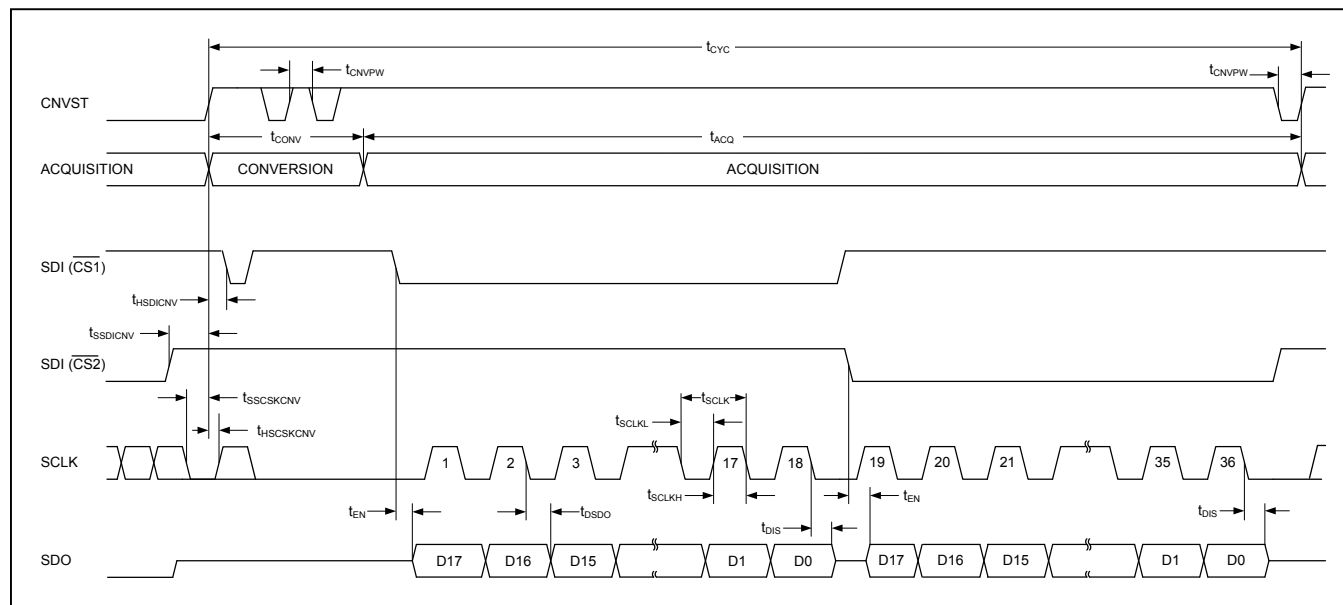 tCYC
tCNVPW
tCNVPW
CNVST
tCONV
tACQ
ACQUISITION
CONVERSION
ACQUISITION
SDI (CS1)
tHSDICNV
tSSDICNV
SDI (CS2)
tSSCSKCNV
tSCLK
tSCLKL
tHSCSKCNV
SCLK
1 2 3 17 18 19 20 21 35 36
tSCLKH
tEN
tEN
tDSDO
tDIS
tDIS
SDO
D17 D16 D15 D1 D0 D17 D16 D15 D1 D0